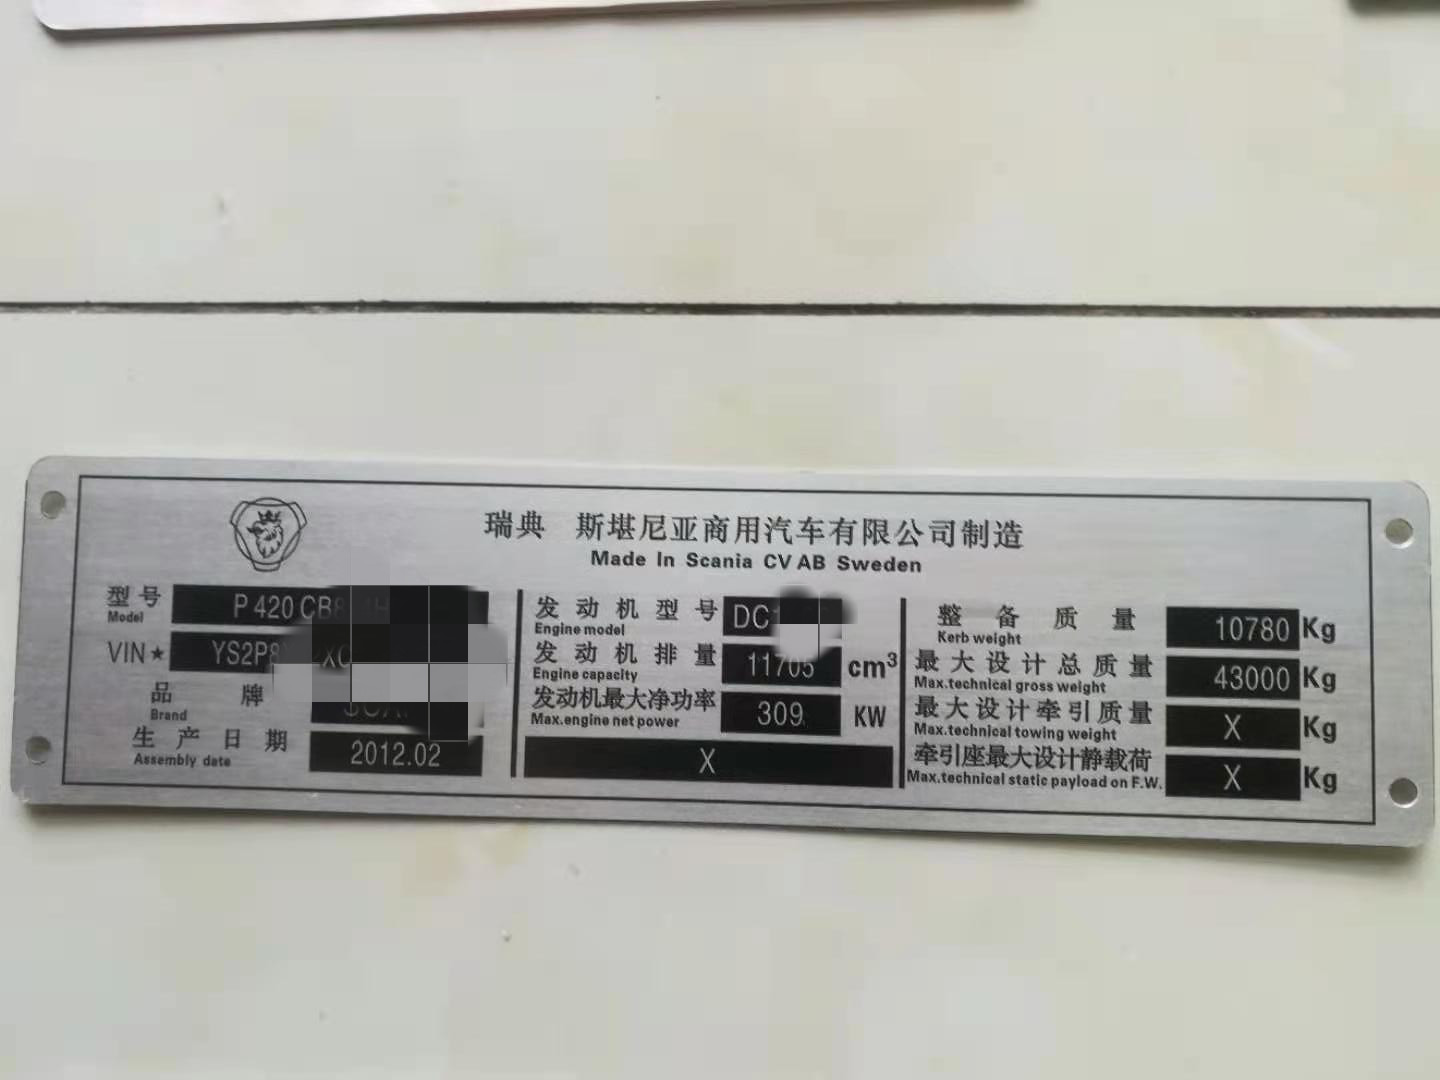 瑞典 斯堪尼亚商用汽车有限公司制造
Made In Scania CV AB Sweden
型号 P 420 CB
Model
VIN★ YS2P8
品牌
Brand
生产日期 2012.02
Assembly date
发动机型号 DC
Engine model
发动机排量 11705 cm³
Engine capacity
发动机最大净功率 309 KW
Max.engine net power
X
整备质量 10780 Kg
Kerb weight
最大设计总质量 43000 Kg
Max.technical gross weight
最大设计牵引质量 X Kg
Max.technical towing weight
牵引座最大设计静载荷 X Kg
Max.technical static payload on F.W.